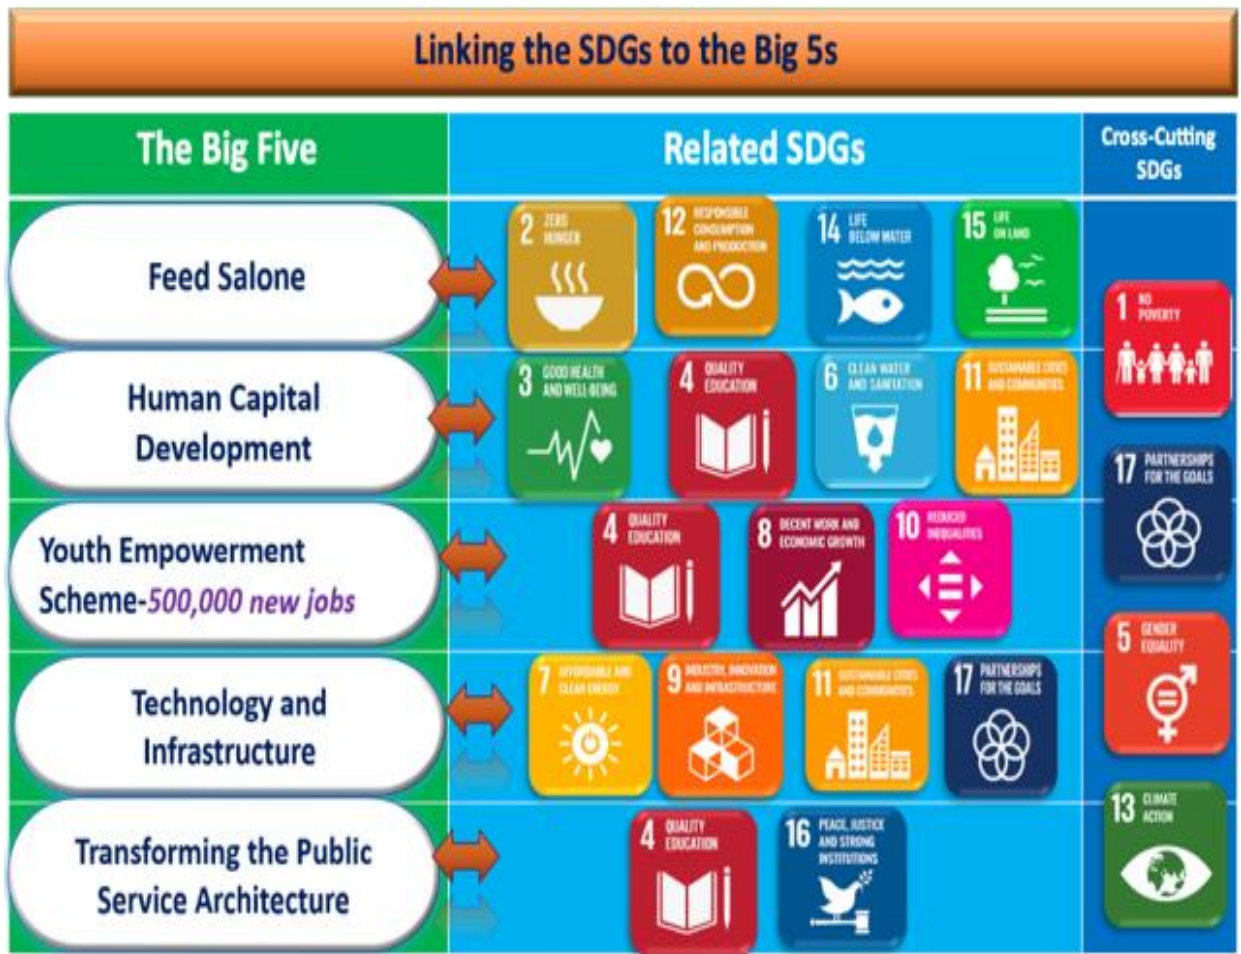 Linking the SDGs to the Big 5s
The Big Five
Related SDGs
Cross-Cutting
SDGs
Feed Salone
2 ZERO
HUNGER
12 RESPONSIBLE
CONSUMPTION
AND PRODUCTION
14 LIFE
BELOW WATER
15 LIFE
ON LAND
Human Capital
Development
3 GOOD HEALTH
AND WELL-BEING
4 QUALITY
EDUCATION
6 CLEAN WATER
AND SANITATION
11 SUSTAINABLE CITIES
AND COMMUNITIES
Youth Empowerment
Scheme-500,000 new jobs
4 QUALITY
EDUCATION
8 DECENT WORK AND
ECONOMIC GROWTH
10 REDUCED
INEQUALITIES
Technology and
Infrastructure
7 AFFORDABLE AND
CLEAN ENERGY
9 INDUSTRY, INNOVATION
AND INFRASTRUCTURE
11 SUSTAINABLE CITIES
AND COMMUNITIES
17 PARTNERSHIPS
FOR THE GOALS
Transforming the Public
Service Architecture
4 QUALITY
EDUCATION
16 PEACE, JUSTICE
AND STRONG
INSTITUTIONS
1 NO
POVERTY
17 PARTNERSHIPS
FOR THE GOALS
5 GENDER
EQUALITY
13 CLIMATE
ACTION